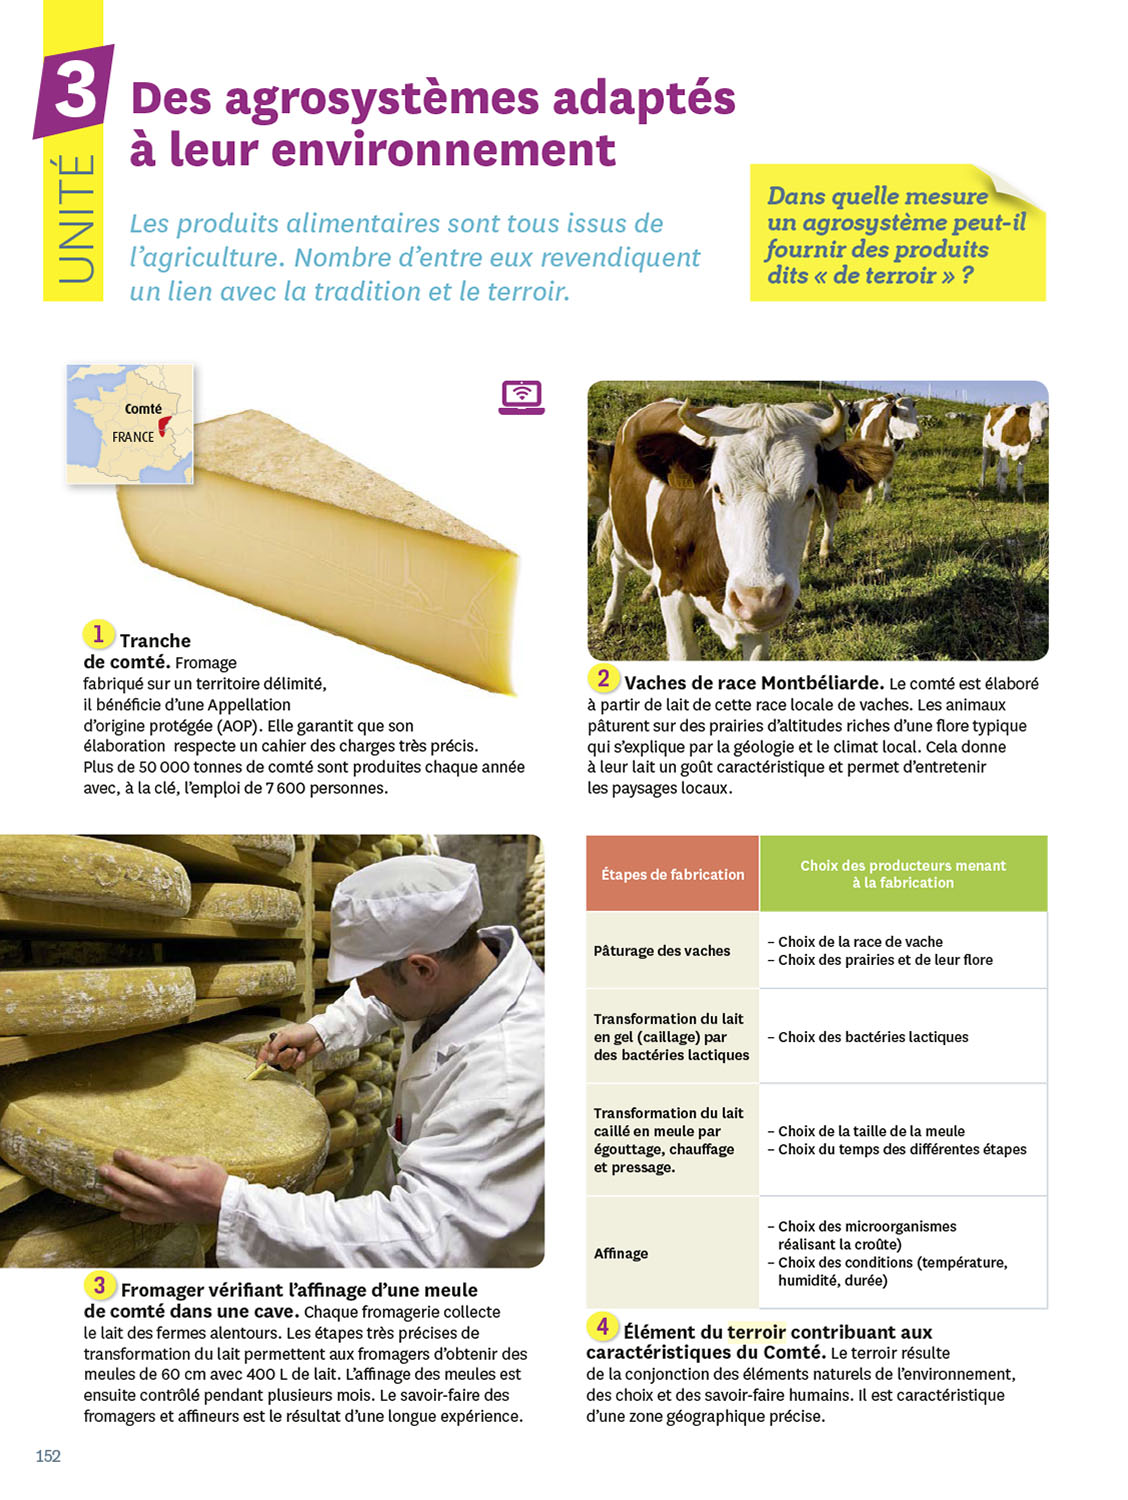 3
UNITÉ
Des agrosystèmes adaptés
à leur environnement
Les produits alimentaires sont tous issus de
l'agriculture. Nombre d'entre eux revendiquent
un lien avec la tradition et le terroir.
Dans quelle mesure
un agrosystème peut-il
fournir des produits
dits « de terroir » ?
Comté
FRANCE
1 Tranche
de comté. Fromage
fabriqué sur un territoire délimité,
il bénéficie d'une Appellation
d'origine protégée (AOP). Elle garantit que son
élaboration respecte un cahier des charges très précis.
Plus de 50 000 tonnes de comté sont produites chaque année
avec, à la clé, l'emploi de 7 600 personnes.
2 Vaches de race Montbéliarde. Le comté est élaboré
à partir de lait de cette race locale de vaches. Les animaux
pâturent sur des prairies d'altitudes riches d'une flore typique
qui s'explique par la géologie et le climat local. Cela donne
à leur lait un goût caractéristique et permet d'entretenir
les paysages locaux.
3 Fromager vérifiant l'affinage d'une meule
de comté dans une cave. Chaque fromagerie collecte
le lait des fermes alentours. Les étapes très précises de
transformation du lait permettent aux fromagers d'obtenir des
meules de 60 cm avec 400 L de lait. L'affinage des meules est
ensuite contrôlé pendant plusieurs mois. Le savoir-faire des
fromagers et affineurs est le résultat d'une longue expérience.
Étapes de fabrication
Choix des producteurs menant
à la fabrication
Pâturage des vaches
– Choix de la race de vache
– Choix des prairies et de leur flore
Transformation du lait
en gel (caillage) par
des bactéries lactiques
– Choix des bactéries lactiques
Transformation du lait
caillé en meule par
égouttage, chauffage
et pressage.
– Choix de la taille de la meule
– Choix du temps des différentes étapes
Affinage
– Choix des microorganismes
réalisant la croûte)
– Choix des conditions (température,
humidité, durée)
4 Élément du terroir contribuant aux
caractéristiques du Comté. Le terroir résulte
de la conjonction des éléments naturels de l'environnement,
des choix et des savoir-faire humains. Il est caractéristique
d'une zone géographique précise.
152